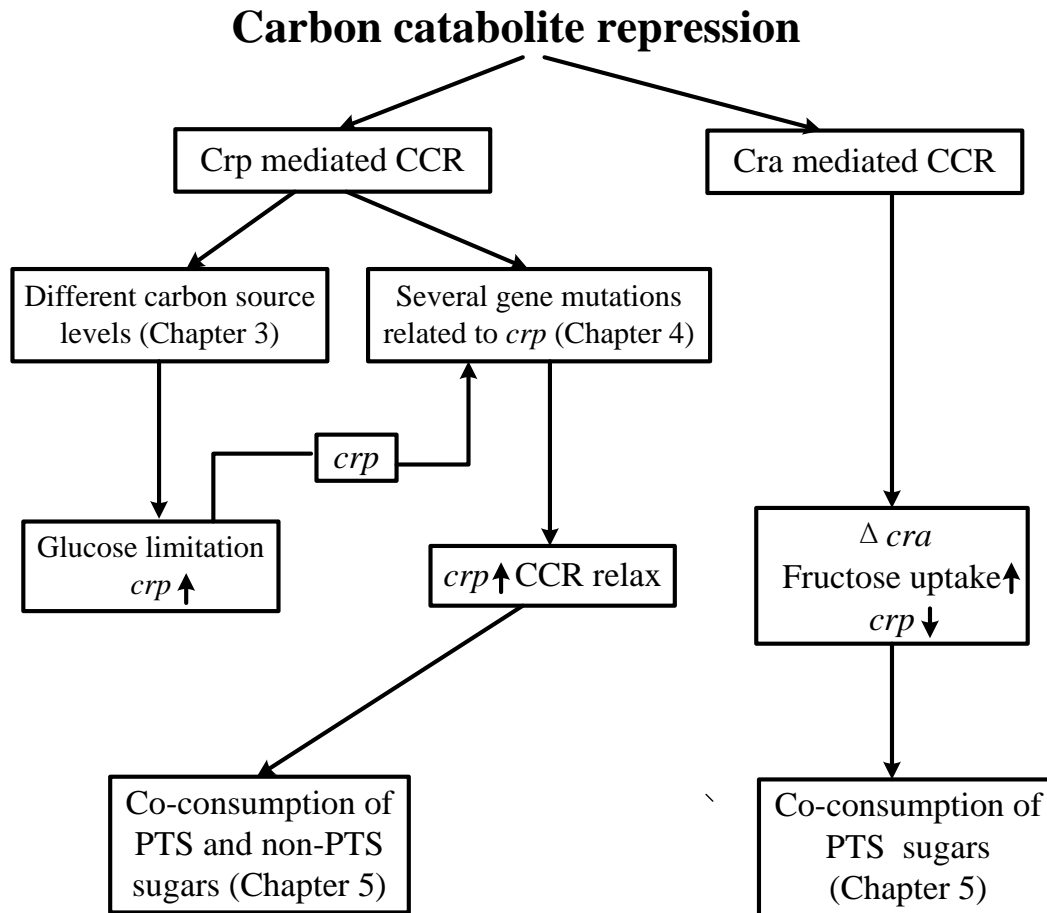 Carbon catabolite repression
Crp mediated CCR
Cra mediated CCR
Different carbon source
levels (Chapter 3)
Several gene mutations
related to crp (Chapter 4)
crp
Glucose limitation
crp
crp CCR relax
Δ cra
Fructose uptake
crp
Co-consumption of
PTS and non-PTS
sugars (Chapter 5)
Co-consumption of
PTS sugars
(Chapter 5)